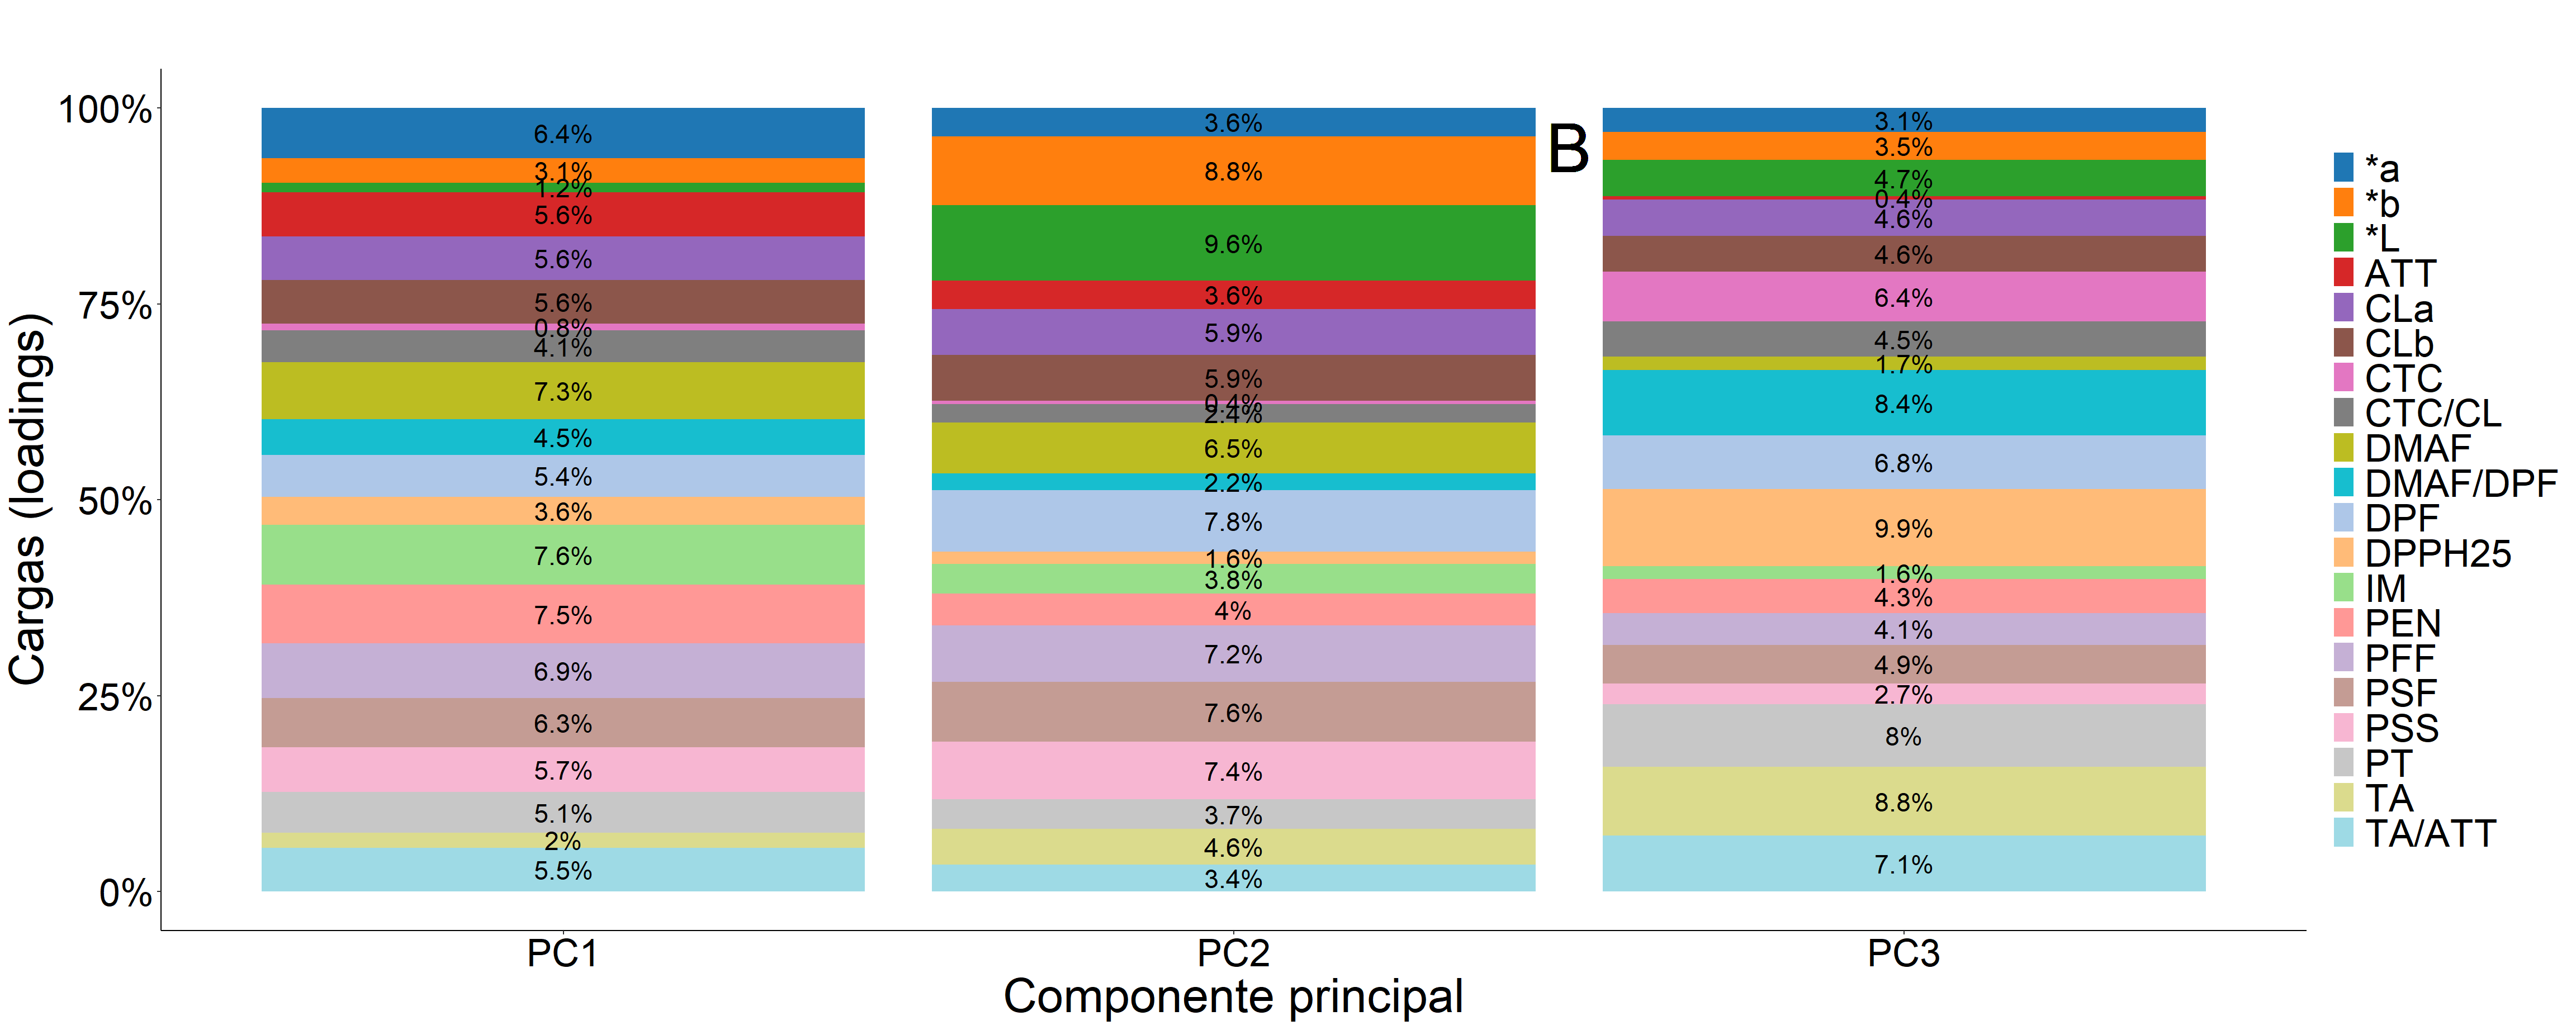 B
Cargas (loadings)
100%
75%
50%
25%
0%
6.4%
3.1%
1.2%
5.6%
5.6%
5.6%
0.8%
4.1%
7.3%
4.5%
5.4%
3.6%
7.6%
7.5%
6.9%
6.3%
5.7%
5.1%
2%
5.5%
3.6%
8.8%
9.6%
3.6%
5.9%
5.9%
0.4%
2.4%
6.5%
2.2%
7.8%
1.6%
3.8%
4%
7.2%
7.6%
7.4%
3.7%
4.6%
3.4%
3.1%
3.5%
4.7%
0.4%
4.6%
4.6%
6.4%
4.5%
1.7%
8.4%
6.8%
9.9%
1.6%
4.3%
4.1%
4.9%
2.7%
8%
8.8%
7.1%
PC1
PC2
PC3
Componente principal
*a
*b
*L
ATT
CLa
CLb
CTC
CTC/CL
DMAF
DMAF/DPF
DPF
DPPH25
IM
PEN
PFF
PSF
PSS
PT
TA
TA/ATT